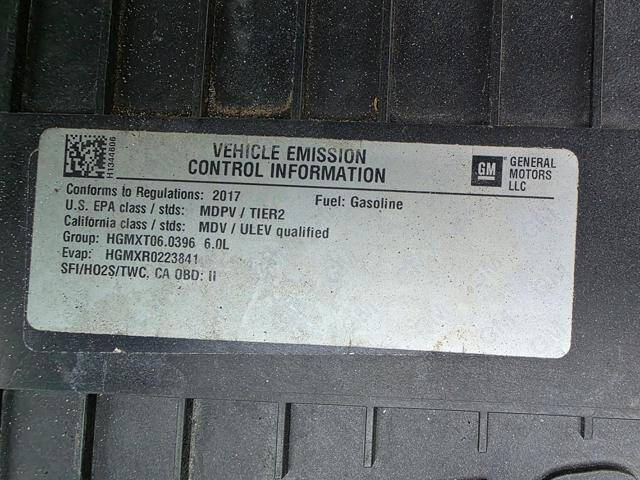 H1344806
VEHICLE EMISSION
CONTROL INFORMATION
GM
GENERAL
MOTORS
LLC
Conforms to Regulations: 2017 Fuel: Gasoline
U.S. EPA class / stds: MDPV / TIER2
California class / stds: MDV / ULEV qualified
Group: HGMXT06.0396 6.0L
Evap: HGMXR0223841
SFI/HO2S/TWC, CA OBD: II